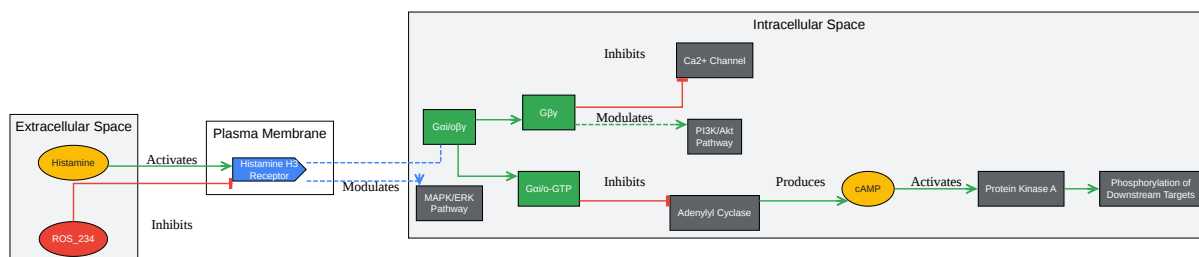 Intracellular Space
Inhibits
Ca2+ Channel
Extracellular Space
Plasma Membrane
Gαi/oβγ
Gβγ
Modulates
PI3K/Akt
Pathway
Histamine
Activates
Histamine H3
Receptor
Modulates
MAPK/ERK
Pathway
Gαi/o-GTP
Inhibits
Adenylyl Cyclase
Produces
cAMP
Activates
Protein Kinase A
Phosphorylation of
Downstream Targets
Inhibits
ROS_234